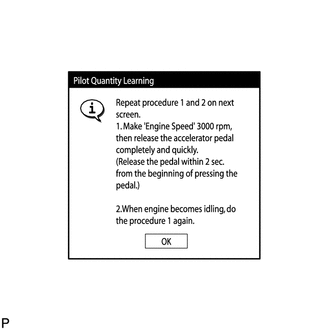 Pilot Quantity Learning
Repeat procedure 1 and 2 on next
screen.
1.Make 'Engine Speed' 3000 rpm,
then release the accelerator pedal
completely and quickly.
(Release the pedal within 2 sec.
from the beginning of pressing the
pedal.)
2.When engine becomes idling, do
the procedure 1 again.
OK
P